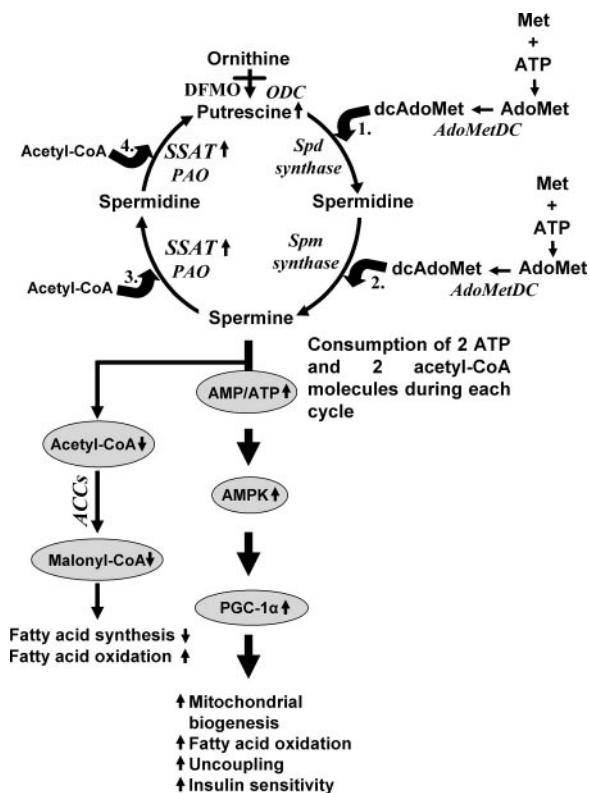 Ornithine
DFMO ODC
Putrescine
Met
+
ATP
AdoMet
AdoMetDC
dcAdoMet
1.
Spd
synthase
Spermidine
Met
+
ATP
AdoMet
AdoMetDC
dcAdoMet
2.
Spm
synthase
Spermine
3.
Acetyl-CoA
SSAT
PAO
Spermidine
4.
Acetyl-CoA
SSAT
PAO
Consumption of 2 ATP
and 2 acetyl-CoA
molecules during each
cycle
Acetyl-CoA
ACCs
Malonyl-CoA
Fatty acid synthesis
Fatty acid oxidation
AMP/ATP
AMPK
PGC-1α
Mitochondrial
biogenesis
Fatty acid oxidation
Uncoupling
Insulin sensitivity